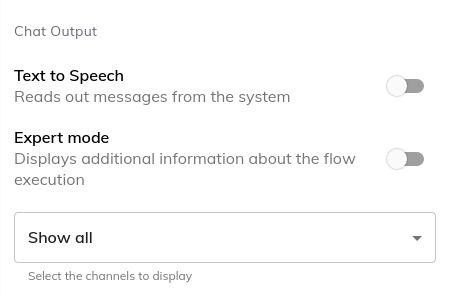 Chat Output
Text to Speech
Reads out messages from the system
Expert mode
Displays additional information about the flow
execution
Show all
Select the channels to display